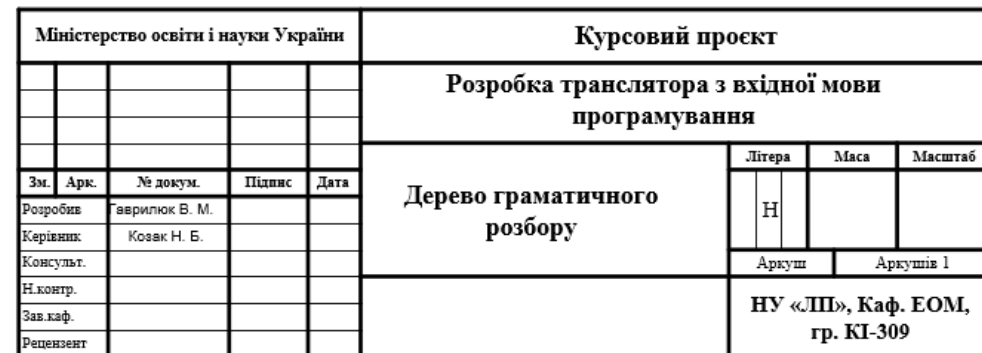 Міністерство освіти і науки України
Курсовий проєкт
Розробка транслятора з вхідної мови
програмування
Зм. Арк. № докум. Підпис Дата
Розробив Гаврилюк В. М.
Керівник Козак Н. Б.
Консульт.
Н.контр.
Зав.каф.
Рецензент
Дерево граматичного
розбору
Літера Маса Масштаб
Н
Аркуш Аркушів 1
НУ «ЛП», Каф. ЕОМ,
гр. КІ-309